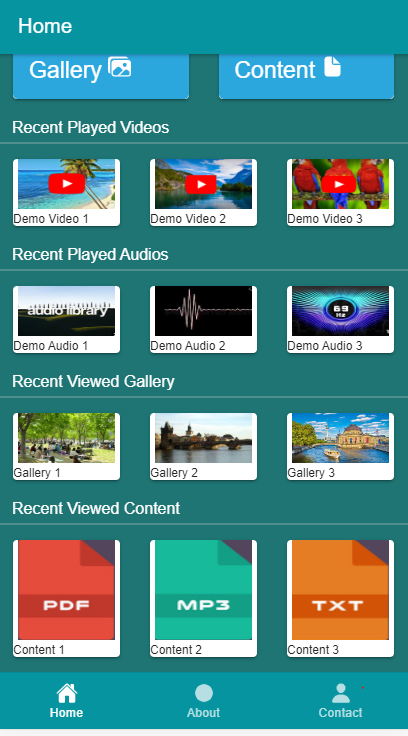 Home
Gallery
Content
Recent Played Videos
Demo Video 1
Demo Video 2
Demo Video 3
Recent Played Audios
audio library
69
Hz
Demo Audio 1
Demo Audio 2
Demo Audio 3
Recent Viewed Gallery
Gallery 1
Gallery 2
Gallery 3
Recent Viewed Content
PDF
MP3
TXT
Content 1
Content 2
Content 3
Home
About
Contact